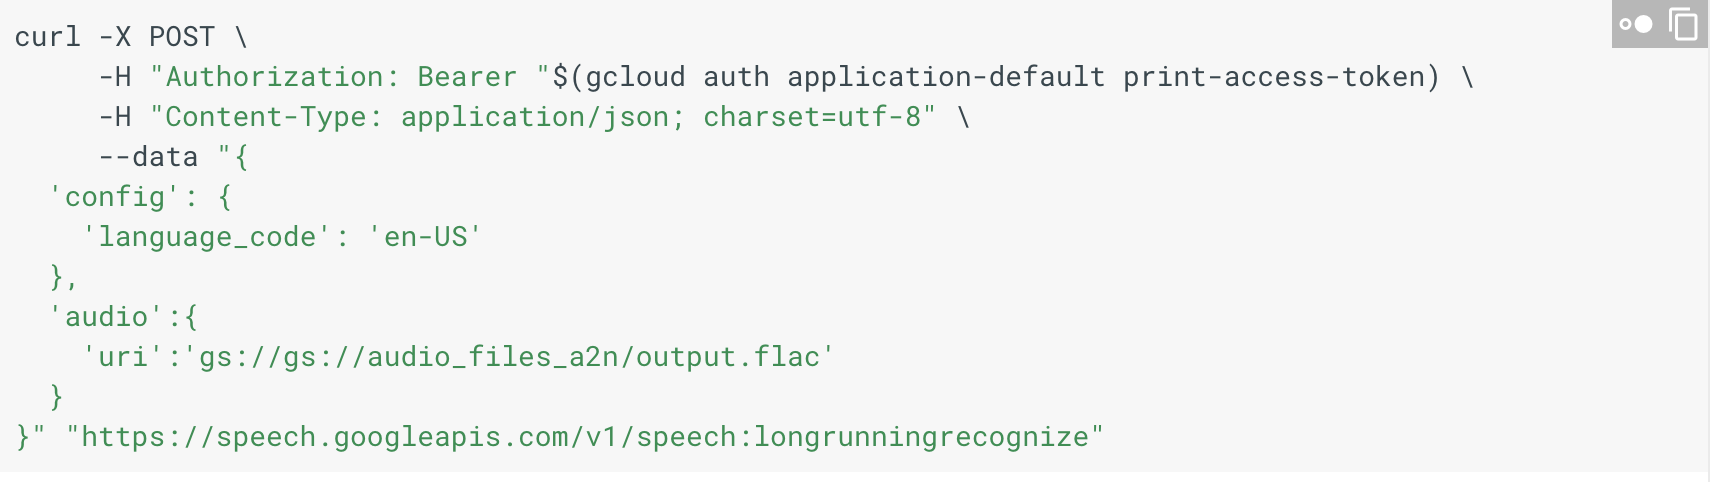 curl -X POST \
     -H "Authorization: Bearer "$(gcloud auth application-default print-access-token) \
     -H "Content-Type: application/json; charset=utf-8" \
     --data "{
  'config': {
    'language_code': 'en-US'
  },
  'audio':{
    'uri':'gs://gs://audio_files_a2n/output.flac'
  }
}" "https://speech.googleapis.com/v1/speech:longrunningrecognize"